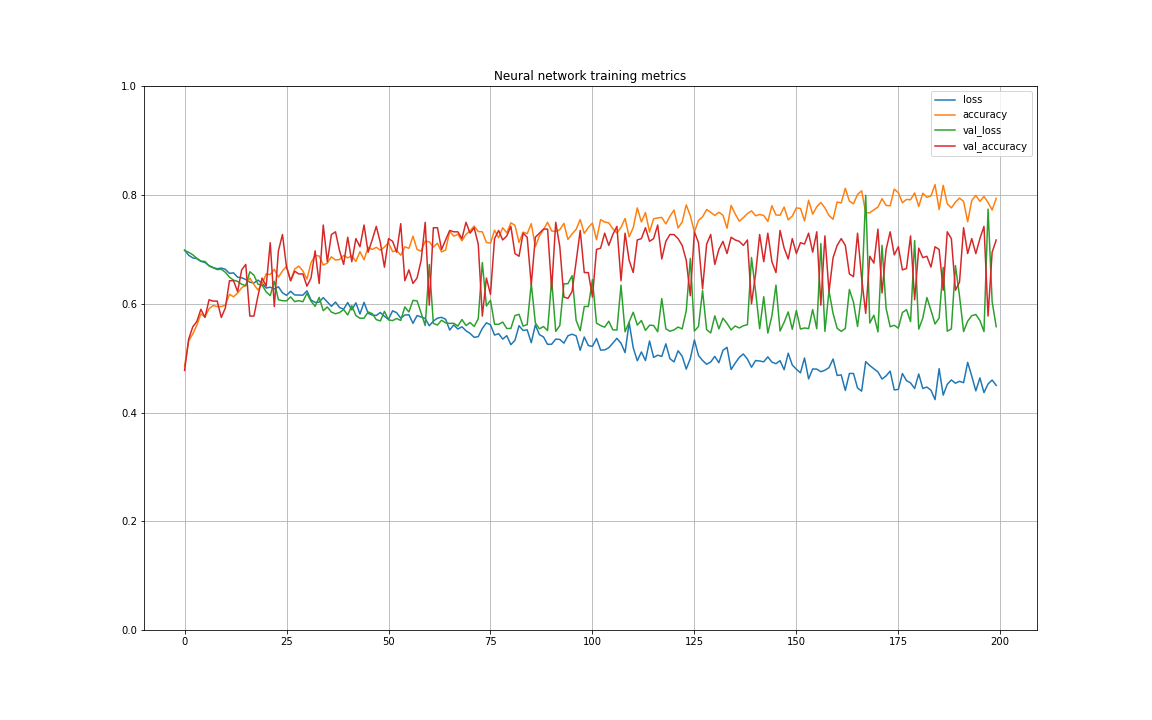 Neural network training metrics
1.0
0.8
0.6
0.4
0.2
0.0
loss
accuracy
val_loss
val_accuracy
0 25 50 75 100 125 150 175 200